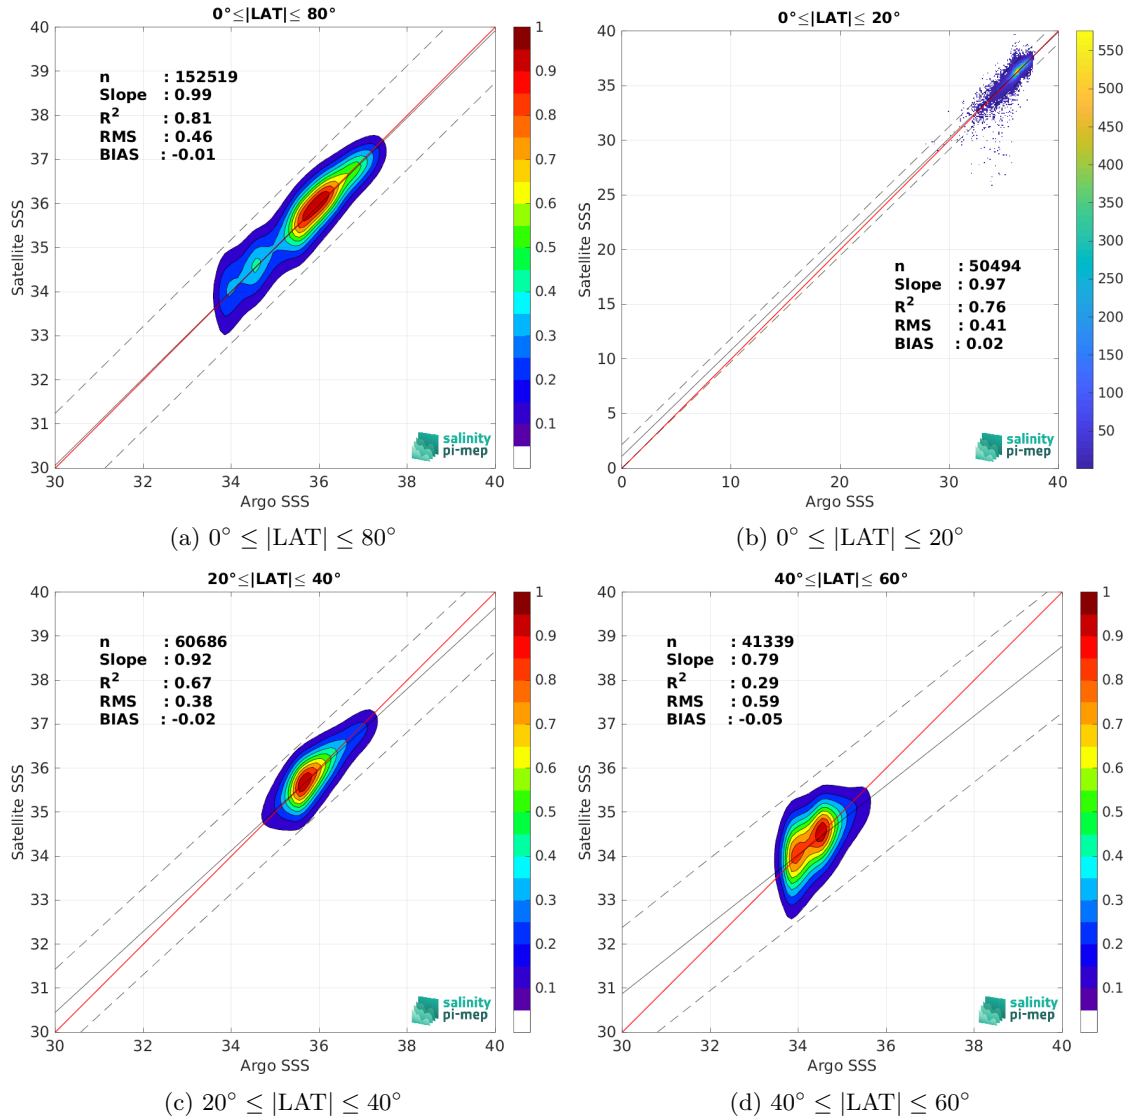 0°≤|LAT|≤ 80°
40
39
38
37
36
35
34
33
32
31
30
30 32 34 36 38 40
Satellite SSS
Argo SSS
n : 152519
Slope : 0.99
R² : 0.81
RMS : 0.46
BIAS : -0.01
1
0.9
0.8
0.7
0.6
0.5
0.4
0.3
0.2
0.1
salinity
pi-mep
(a) 0° ≤ |LAT| ≤ 80°
0°≤|LAT|≤ 20°
40
35
30
25
20
15
10
5
0
0 10 20 30 40
Satellite SSS
Argo SSS
n : 50494
Slope : 0.97
R² : 0.76
RMS : 0.41
BIAS : 0.02
550
500
450
400
350
300
250
200
150
100
50
salinity
pi-mep
(b) 0° ≤ |LAT| ≤ 20°
20°≤|LAT|≤ 40°
40
39
38
37
36
35
34
33
32
31
30
30 32 34 36 38 40
Satellite SSS
Argo SSS
n : 60686
Slope : 0.92
R² : 0.67
RMS : 0.38
BIAS : -0.02
1
0.9
0.8
0.7
0.6
0.5
0.4
0.3
0.2
0.1
salinity
pi-mep
(c) 20° ≤ |LAT| ≤ 40°
40°≤|LAT|≤ 60°
40
39
38
37
36
35
34
33
32
31
30
30 32 34 36 38 40
Satellite SSS
Argo SSS
n : 41339
Slope : 0.79
R² : 0.29
RMS : 0.59
BIAS : -0.05
1
0.9
0.8
0.7
0.6
0.5
0.4
0.3
0.2
0.1
salinity
pi-mep
(d) 40° ≤ |LAT| ≤ 60°